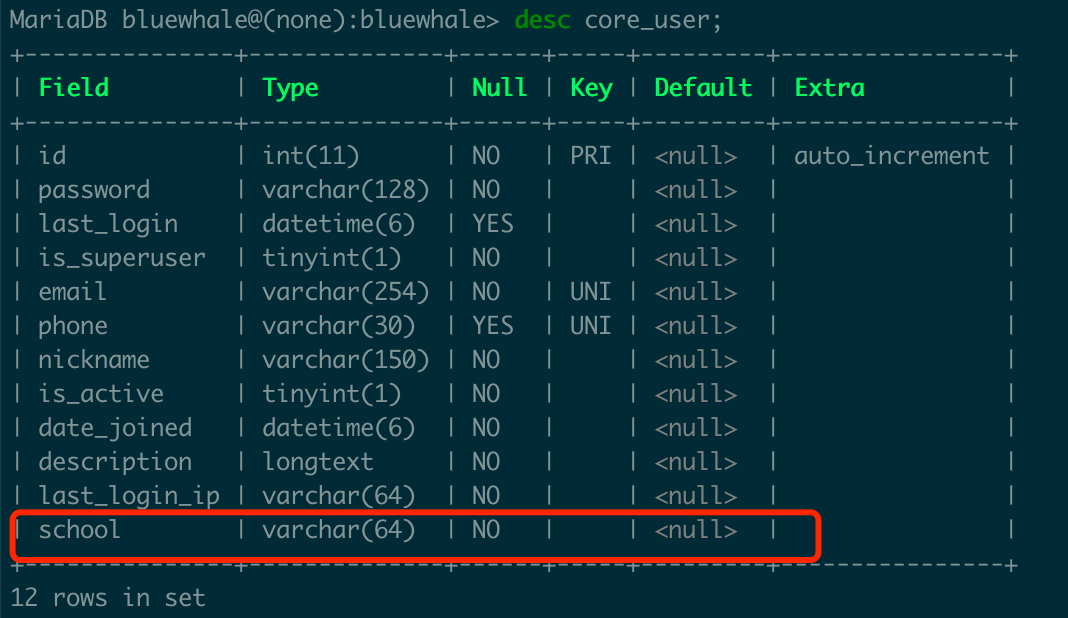 MariaDB bluewhale@(none):bluewhale> desc core_user;
+----------------+--------------+------+-----+---------+----------------+
| Field          | Type         | Null | Key | Default | Extra          |
+----------------+--------------+------+-----+---------+----------------+
| id             | int(11)      | NO   | PRI | <null>  | auto_increment |
| password       | varchar(128) | NO   |     | <null>  |                |
| last_login     | datetime(6)  | YES  |     | <null>  |                |
| is_superuser   | tinyint(1)   | NO   |     | <null>  |                |
| email          | varchar(254) | NO   | UNI | <null>  |                |
| phone          | varchar(30)  | YES  | UNI | <null>  |                |
| nickname       | varchar(150) | NO   |     | <null>  |                |
| is_active      | tinyint(1)   | NO   |     | <null>  |                |
| date_joined    | datetime(6)  | NO   |     | <null>  |                |
| description    | longtext     | NO   |     | <null>  |                |
| last_login_ip  | varchar(64)  | NO   |     | <null>  |                |
| school         | varchar(64)  | NO   |     | <null>  |                |
+----------------+--------------+------+-----+---------+----------------+
12 rows in set